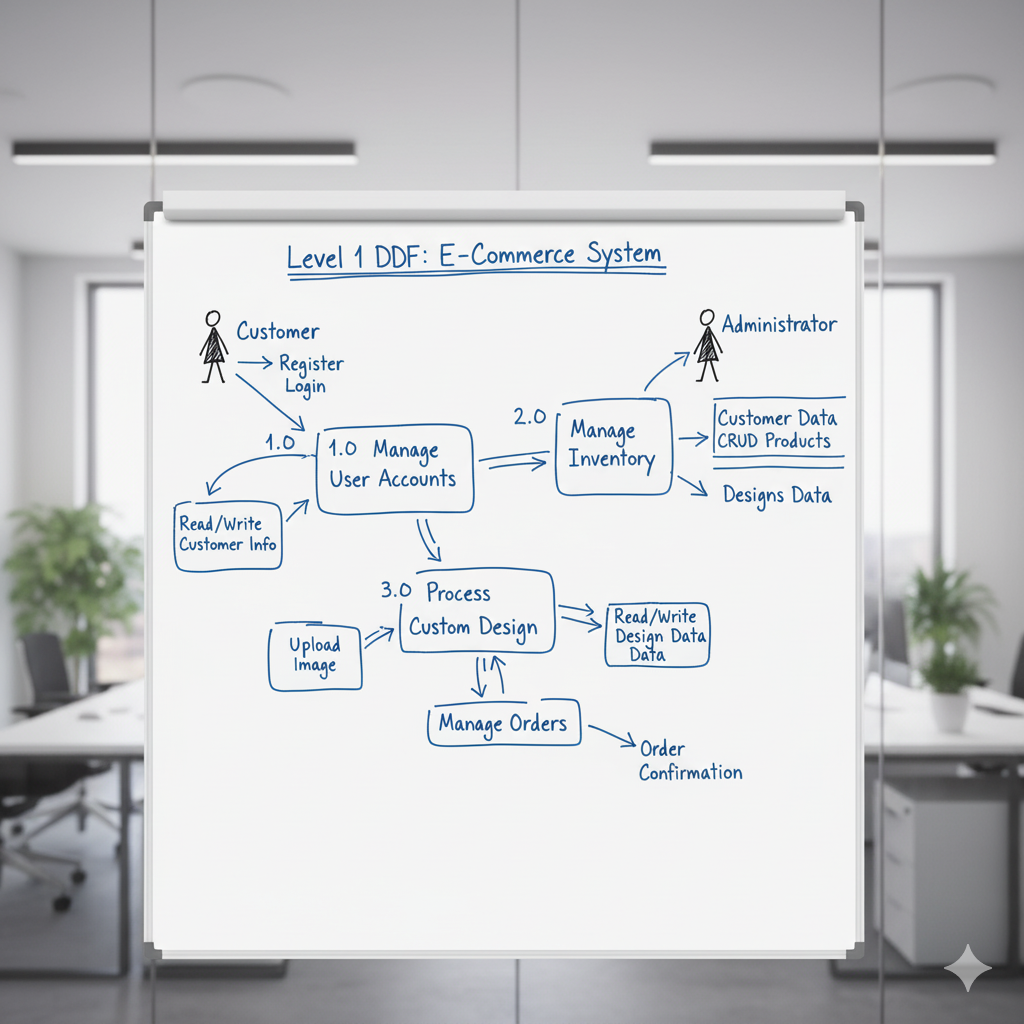 Level 1 DDF: E-Commerce System
Customer
Register
Login
Administrator
1.0
1.0 Manage
User Accounts
2.0
Manage
Inventory
Customer Data
CRUD Products
Designs Data
Read/Write
Customer Info
3.0 Process
Custom Design
Upload
Image
Read/Write
Design Data
Data
Manage Orders
Order
Confirmation